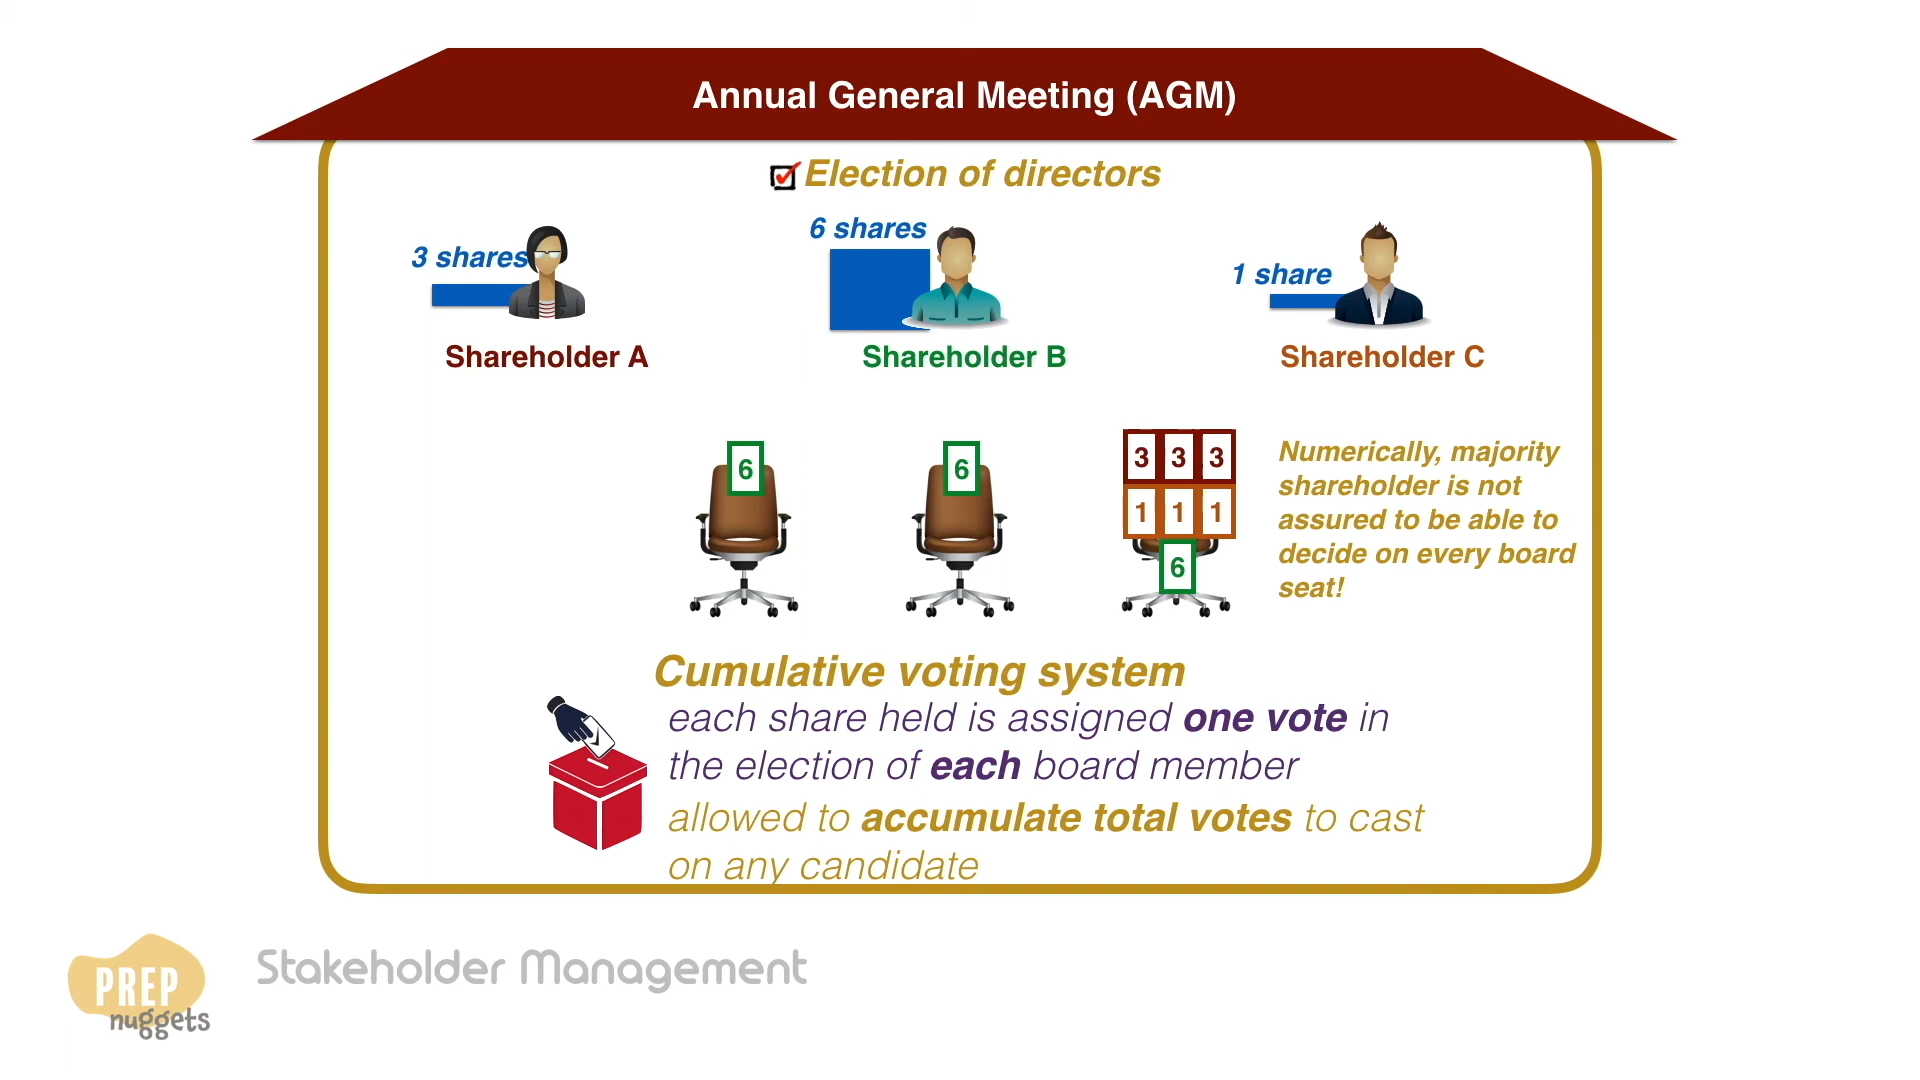 Annual General Meeting (AGM)
Election of directors
3 shares
6 shares
1 share
Shareholder A
Shareholder B
Shareholder C
6
6
3 3 3
1 1 1
6
Numerically, majority
shareholder is not
assured to be able to
decide on every board
seat!
Cumulative voting system
each share held is assigned one vote in
the election of each board member
allowed to accumulate total votes to cast
on any candidate
PREP
nuggets
Stakeholder Management